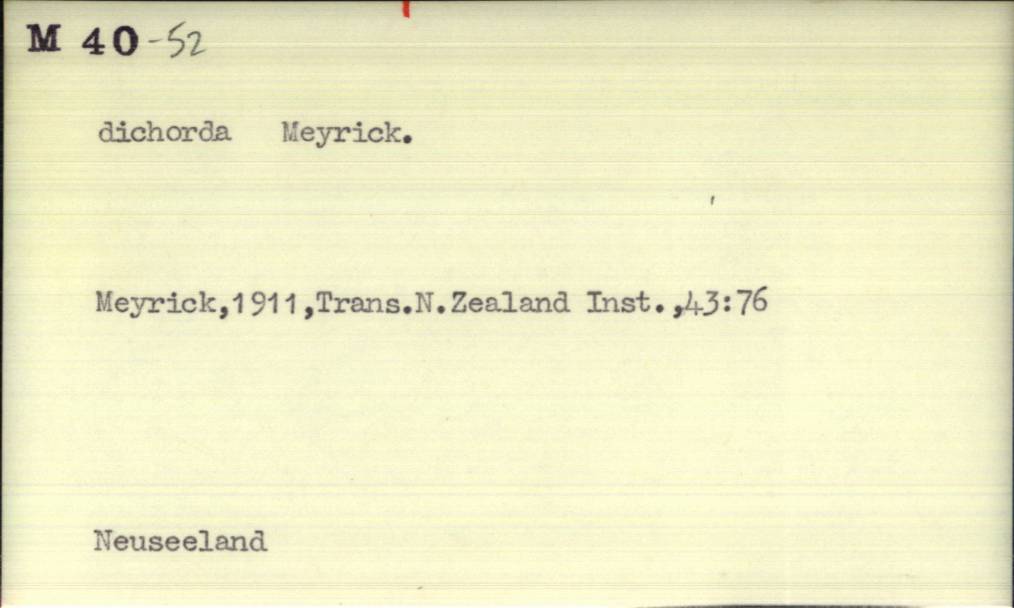 M 40-52
dichorda Meyrick.
Meyrick,1911,Trans.N.Zealand Inst.,43:76
Neuseeland